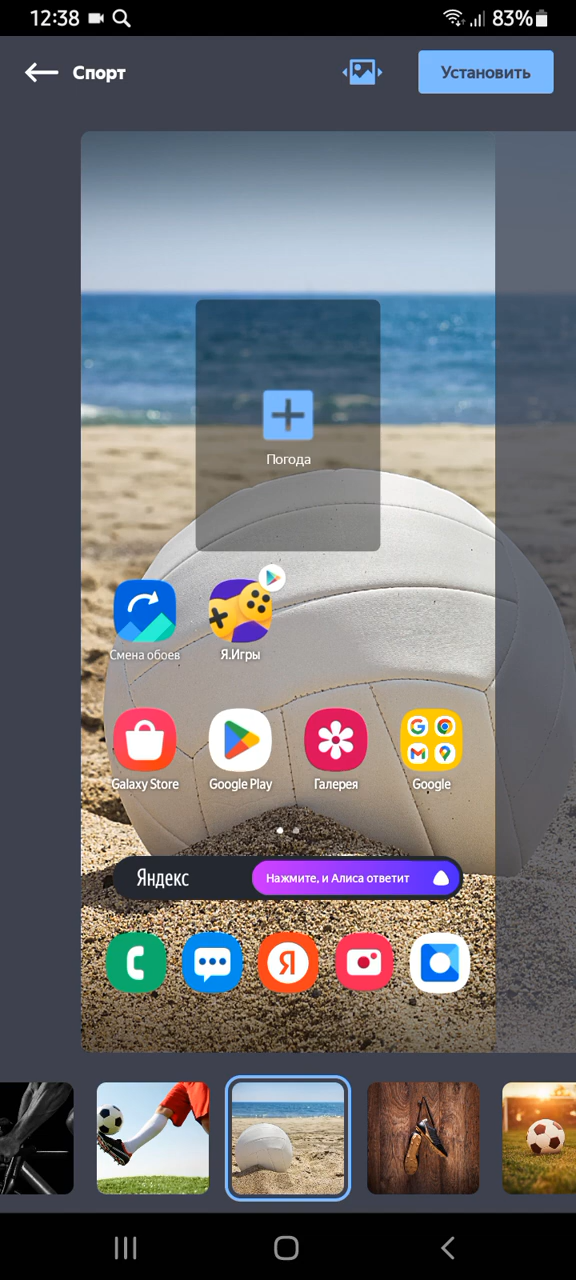 12:38
83%
Спорт
Установить
Погода
Смена обоев
Я.Игры
Galaxy Store
Google Play
Галерея
Google
Яндекс
Нажмите, и Алиса ответит
Я